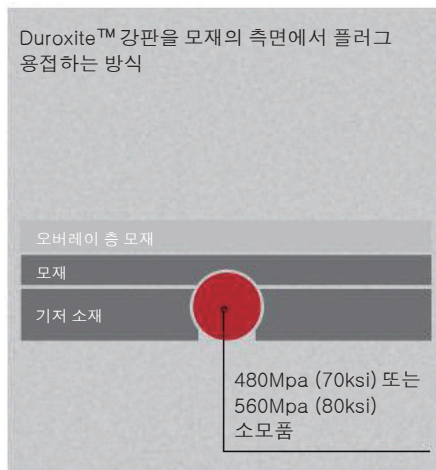 Duroxite™ 강판을 모재의 측면에서 플러그
용접하는 방식
오버레이 층 모재
모재
기저 소재
480Mpa (70ksi) 또는
560Mpa (80ksi)
소모품